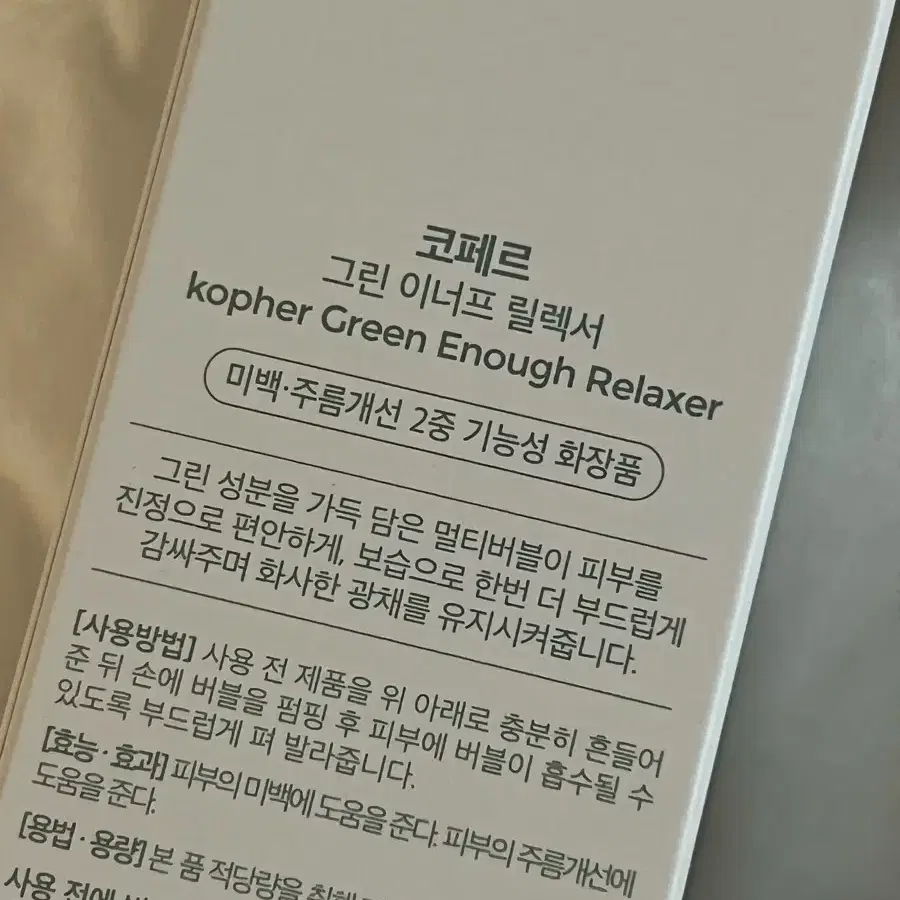 코페르
그린 이너프 릴렉서
kopher Green Enough Relaxer
미백·주름개선 2중 기능성 화장품
그린 성분을 가득 담은 멀티버블이 피부를
진정으로 편안하게, 보습으로 한번 더 부드럽게
감싸주며 화사한 광채를 유지시켜줍니다.
[사용방법] 사용 전 제품을 위 아래로 충분히 흔들어
준 뒤 손에 버블을 펌핑 후 피부에 버블이 흡수될 수
있도록 부드럽게 펴 발라줍니다.
[효능·효과] 피부의 미백에 도움을 준다. 피부의 주름개선에
도움을 준다.
[용법·용량] 본 품 적당량을
사용 전에